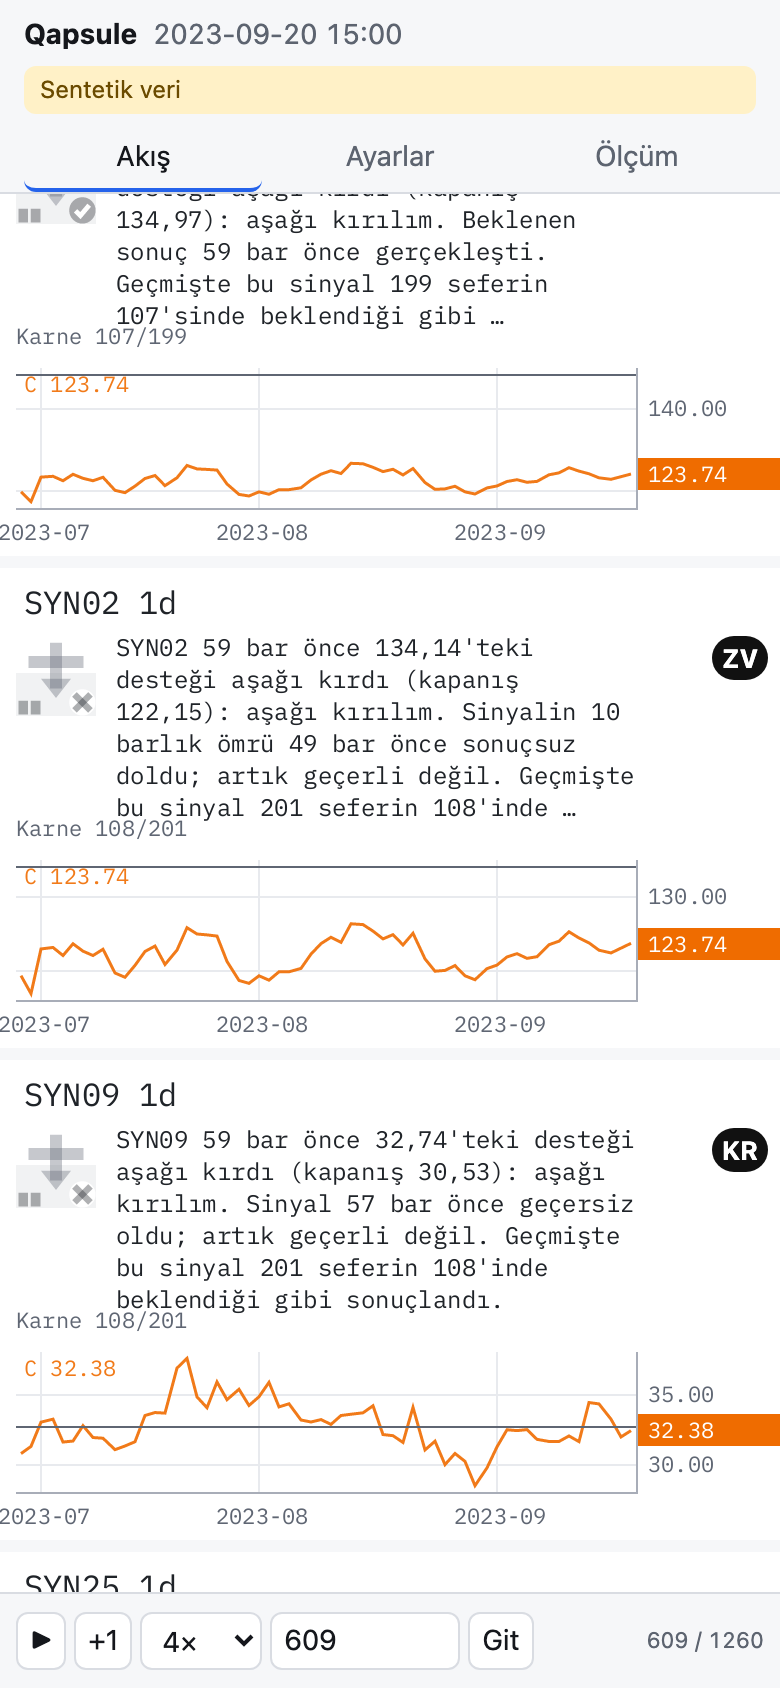 Qapsule 2023-09-20 15:00
Sentetik veri
Akış Ayarlar Ölçüm
desteği aşağı kırdı (kapanış
134,97): aşağı kırılım. Beklenen
sonuç 59 bar önce gerçekleşti.
Geçmişte bu sinyal 199 seferin
107'sinde beklendiği gibi …
Karne 107/199
C 123.74
140.00
123.74
2023-07 2023-08 2023-09
SYN02 1d
SYN02 59 bar önce 134,14'teki
desteği aşağı kırdı (kapanış
122,15): aşağı kırılım. Sinyalin 10
barlık ömrü 49 bar önce sonuçsuz
doldu; artık geçerli değil. Geçmişte
bu sinyal 201 seferin 108'inde …
ZV
Karne 108/201
C 123.74
130.00
123.74
2023-07 2023-08 2023-09
SYN09 1d
SYN09 59 bar önce 32,74'teki desteği
aşağı kırdı (kapanış 30,53): aşağı
kırılım. Sinyal 57 bar önce geçersiz
oldu; artık geçerli değil. Geçmişte
bu sinyal 201 seferin 108'inde
beklendiği gibi sonuçlandı.
KR
Karne 108/201
C 32.38
35.00
32.38
30.00
2023-07 2023-08 2023-09
SYN25 1d
+1 4× 609 Git 609 / 1260